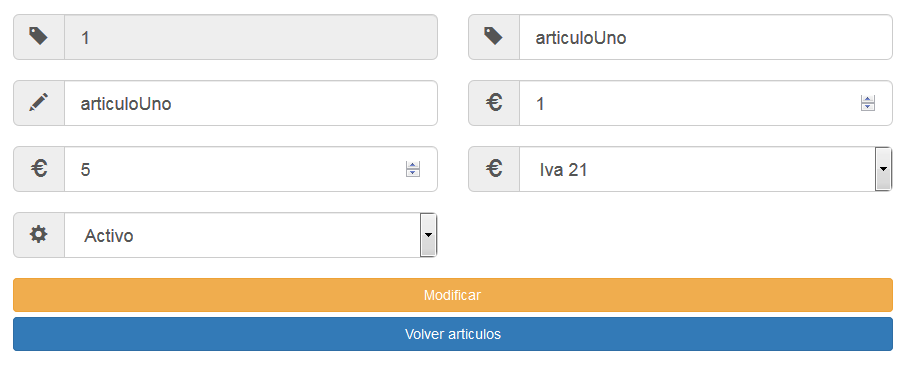 1
articuloUno
articuloUno
€ 1
€ 5
€ Iva 21
Activo
Modificar
Volver articulos